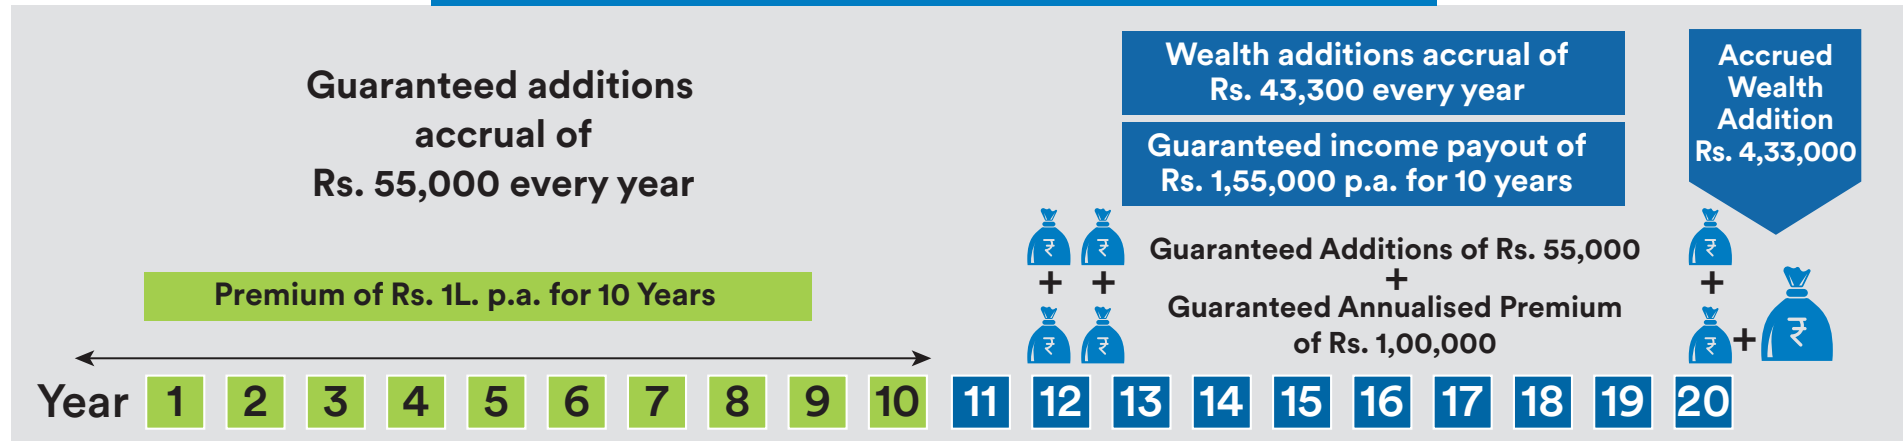 Guaranteed additions
accrual of
Rs. 55,000 every year
Premium of Rs. 1L. p.a. for 10 Years
Wealth additions accrual of
Rs. 43,300 every year
Guaranteed income payout of
Rs. 1,55,000 p.a. for 10 years
Guaranteed Additions of Rs. 55,000
+
Guaranteed Annualised Premium
of Rs. 1,00,000
₹ ₹
+ +
₹ ₹
Accrued
Wealth
Addition
Rs. 4,33,000
₹
+
₹ + ₹
Year 1 2 3 4 5 6 7 8 9 10 11 12 13 14 15 16 17 18 19 20